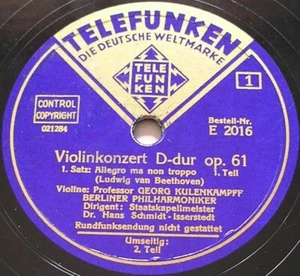 TELEFUNKEN
DIE DEUTSCHE WELTMARKE
TELE
FUN
KEN
1
CONTROL
COPYRIGHT
021284
Bestell-Nr.
E 2016
Violinkonzert D-dur op. 61
1. Satz: Allegro ma non troppo 1. Teil
(Ludwig van Beethoven)
Violine: Professor GEORG KULENKAMPFF
BERLINER PHILHARMONIKER
Dirigent: Staatskapellmeister
Dr. Hans Schmidt-Isserstedt
Rundfunksendung nicht gestattet
Umseitig:
2. Teil